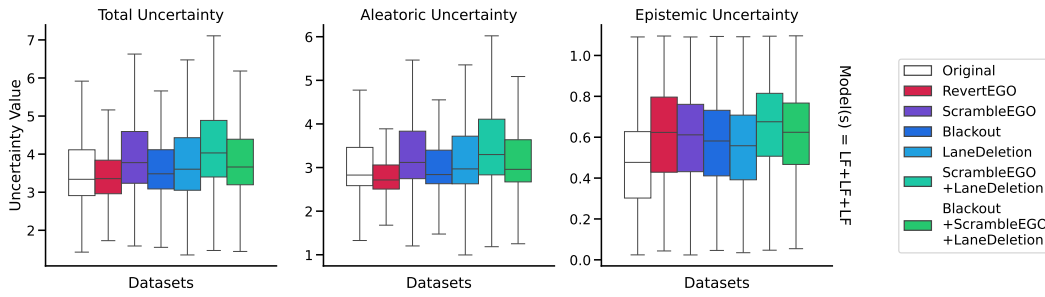 Total Uncertainty
Aleatoric Uncertainty
Epistemic Uncertainty
Uncertainty Value
7
6
5
4
3
2
6
5
4
3
2
1
1.0
0.8
0.6
0.4
0.2
0.0
Datasets
Datasets
Datasets
Model(s) = LF+LF+LF
Original
RevertEGO
ScrambleEGO
Blackout
LaneDeletion
ScrambleEGO
+LaneDeletion
Blackout
+ScrambleEGO
+LaneDeletion